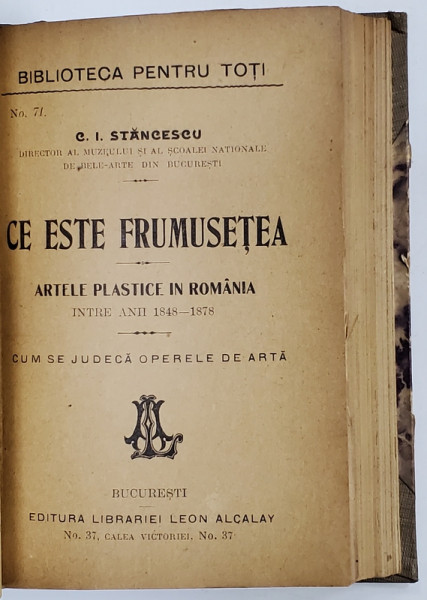 BIBLIOTECA PENTRU TOȚI
No. 71.
C. I. STĂNCESCU
DIRECTOR AL MUZEULUI ȘI AL ȘCOALEI NATIONALE
DE BELE-ARTE DIN BUCUREȘTI
CE ESTE FRUMUSEȚEA
ARTELE PLASTICE IN ROMÂNIA
INTRE ANII 1848—1878
CUM SE JUDECĂ OPERELE DE ARTĂ
AL
BUCUREȘTI
EDITURA LIBRARIEI LEON ALCALAY
No. 37, CALEA VICTORIEI, No. 37